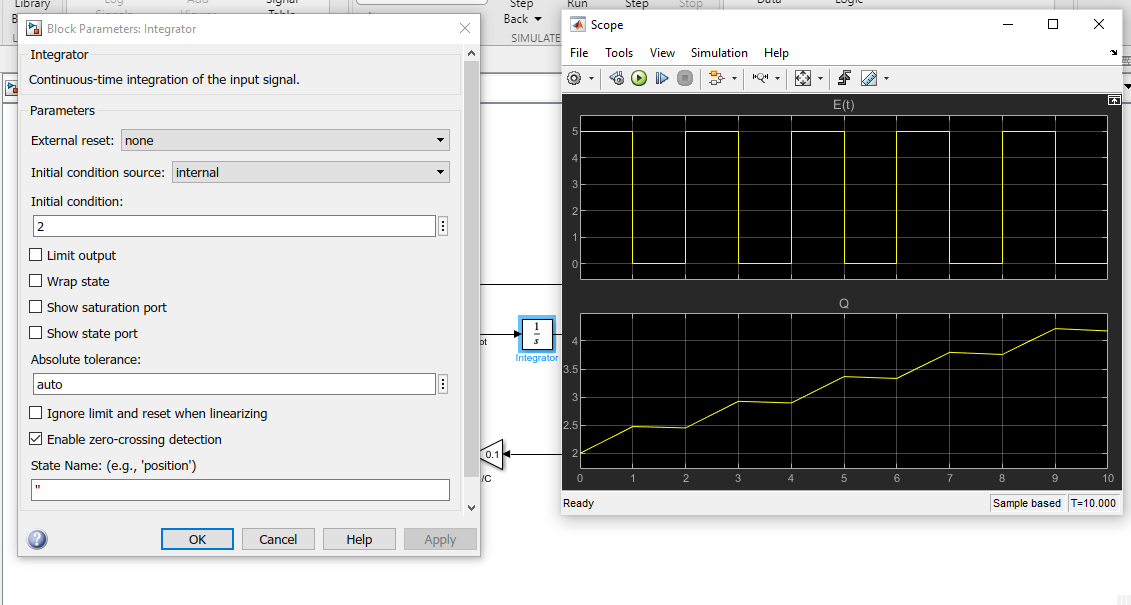 Library
Signal
Table
Step
Back
Run
Step
Stop
SIMULATE
Block Parameters: Integrator
Integrator
Continuous-time integration of the input signal.
Parameters
External reset: none
Initial condition source: internal
Initial condition:
2
Limit output
Wrap state
Show saturation port
Show state port
Absolute tolerance:
auto
Ignore limit and reset when linearizing
Enable zero-crossing detection
State Name: (e.g., 'position')
''
OK Cancel Help Apply
1
s
Integrator
0.1
/C
Scope
File Tools View Simulation Help
E(t)
5
4
3
2
1
0
Q
4
3.5
3
2.5
2
0 1 2 3 4 5 6 7 8 9 10
Ready Sample based T=10.000